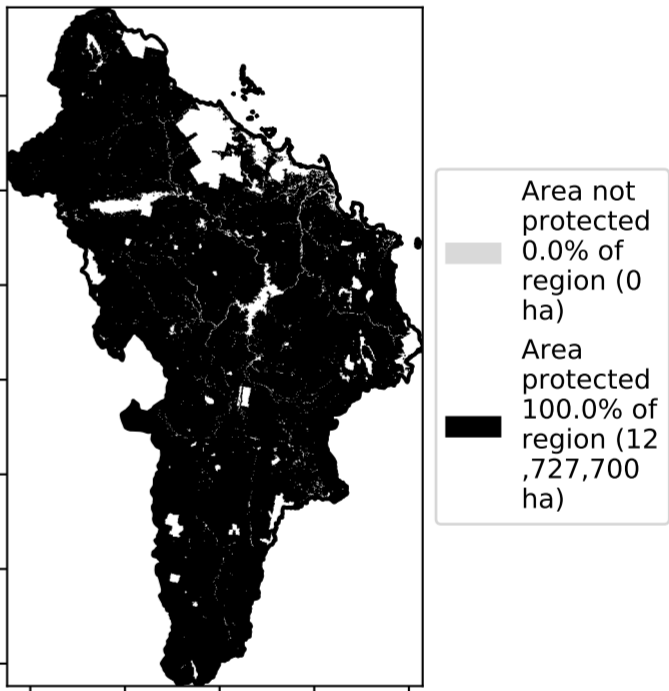 Area not
protected
0.0% of
region (0
ha)
Area
protected
100.0% of
region (12
,727,700
ha)